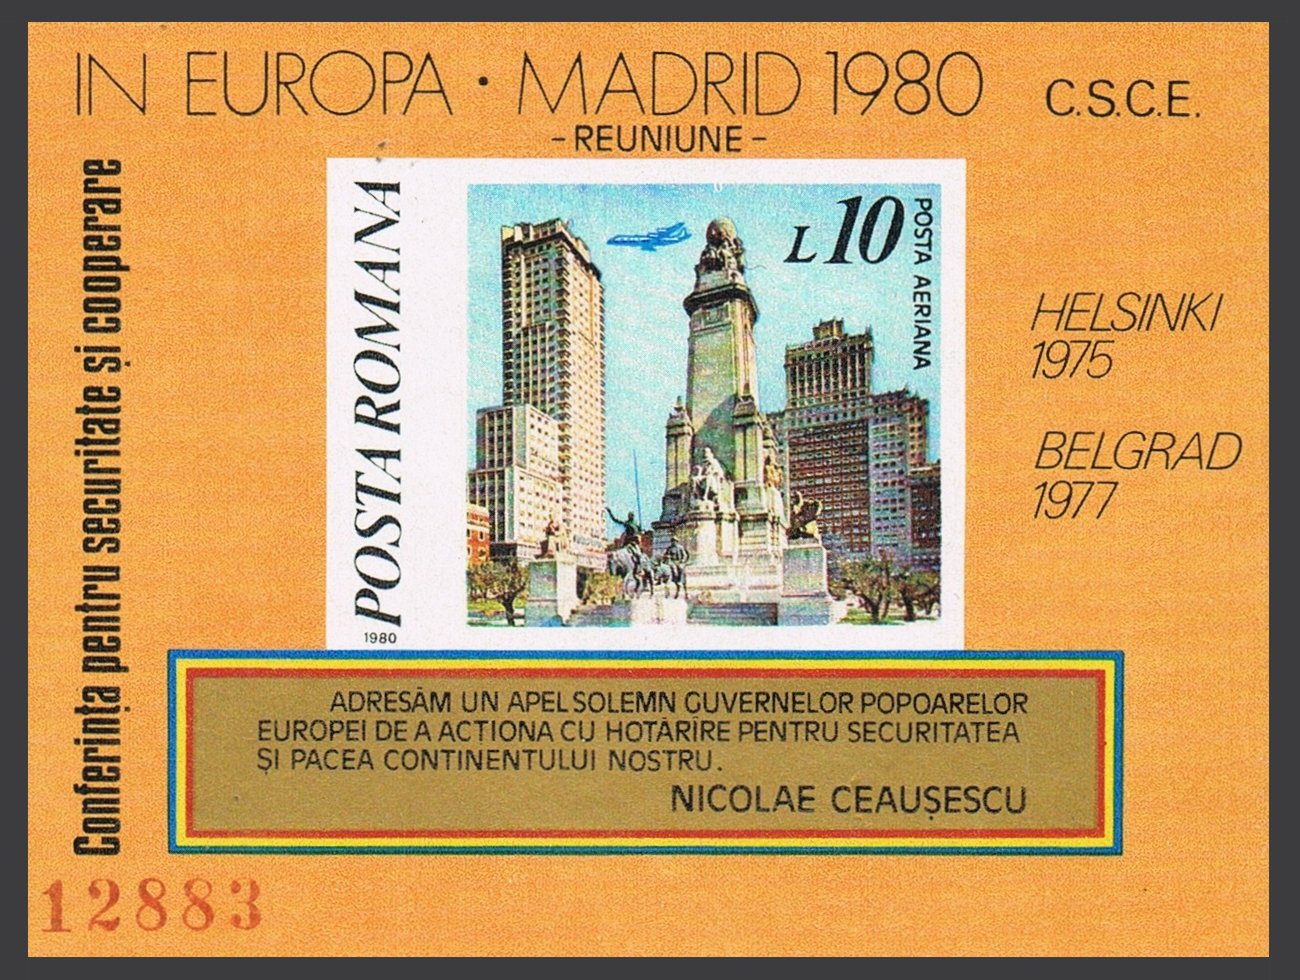 Conferința pentru securitate și cooperare
IN EUROPA · MADRID 1980 C.S.C.E.
-REUNIUNE-
POSTA ROMANA
1980
L10
POSTA AERIANA
HELSINKI
1975
BELGRAD
1977
ADRESĂM UN APEL SOLEMN GUVERNELOR POPOARELOR
EUROPEI DE A ACTIONA CU HOTĂRÎRE PENTRU SECURITATEA
ȘI PACEA CONTINENTULUI NOSTRU.
NICOLAE CEAUȘESCU
12883